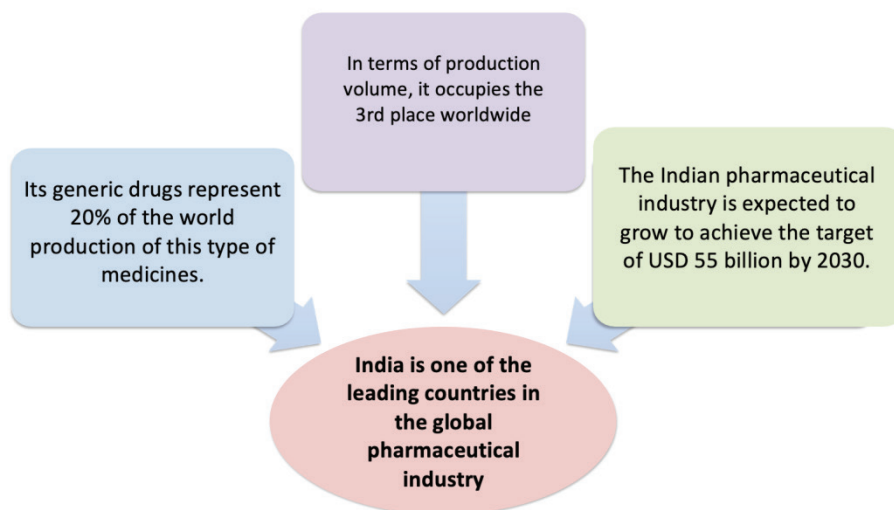 In terms of production
volume, it occupies the
3rd place worldwide
Its generic drugs represent
20% of the world
production of this type of
medicines.
The Indian pharmaceutical
industry is expected to
grow to achieve the target
of USD 55 billion by 2030.
India is one of the
leading countries in
the global
pharmaceutical
industry